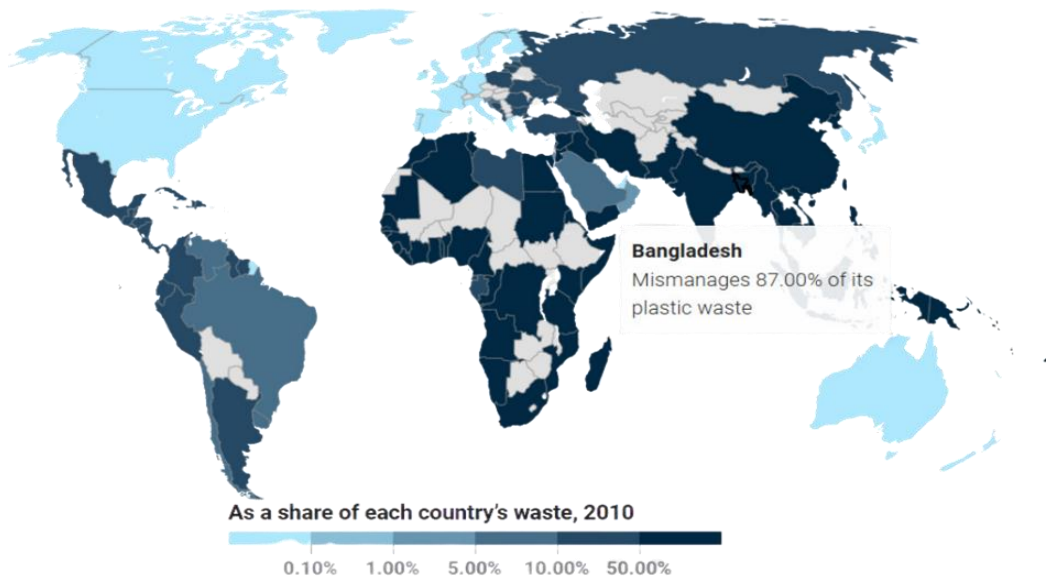 Bangladesh
Mismanages 87.00% of its
plastic waste
As a share of each country's waste, 2010
0.10% 1.00% 5.00% 10.00% 50.00%